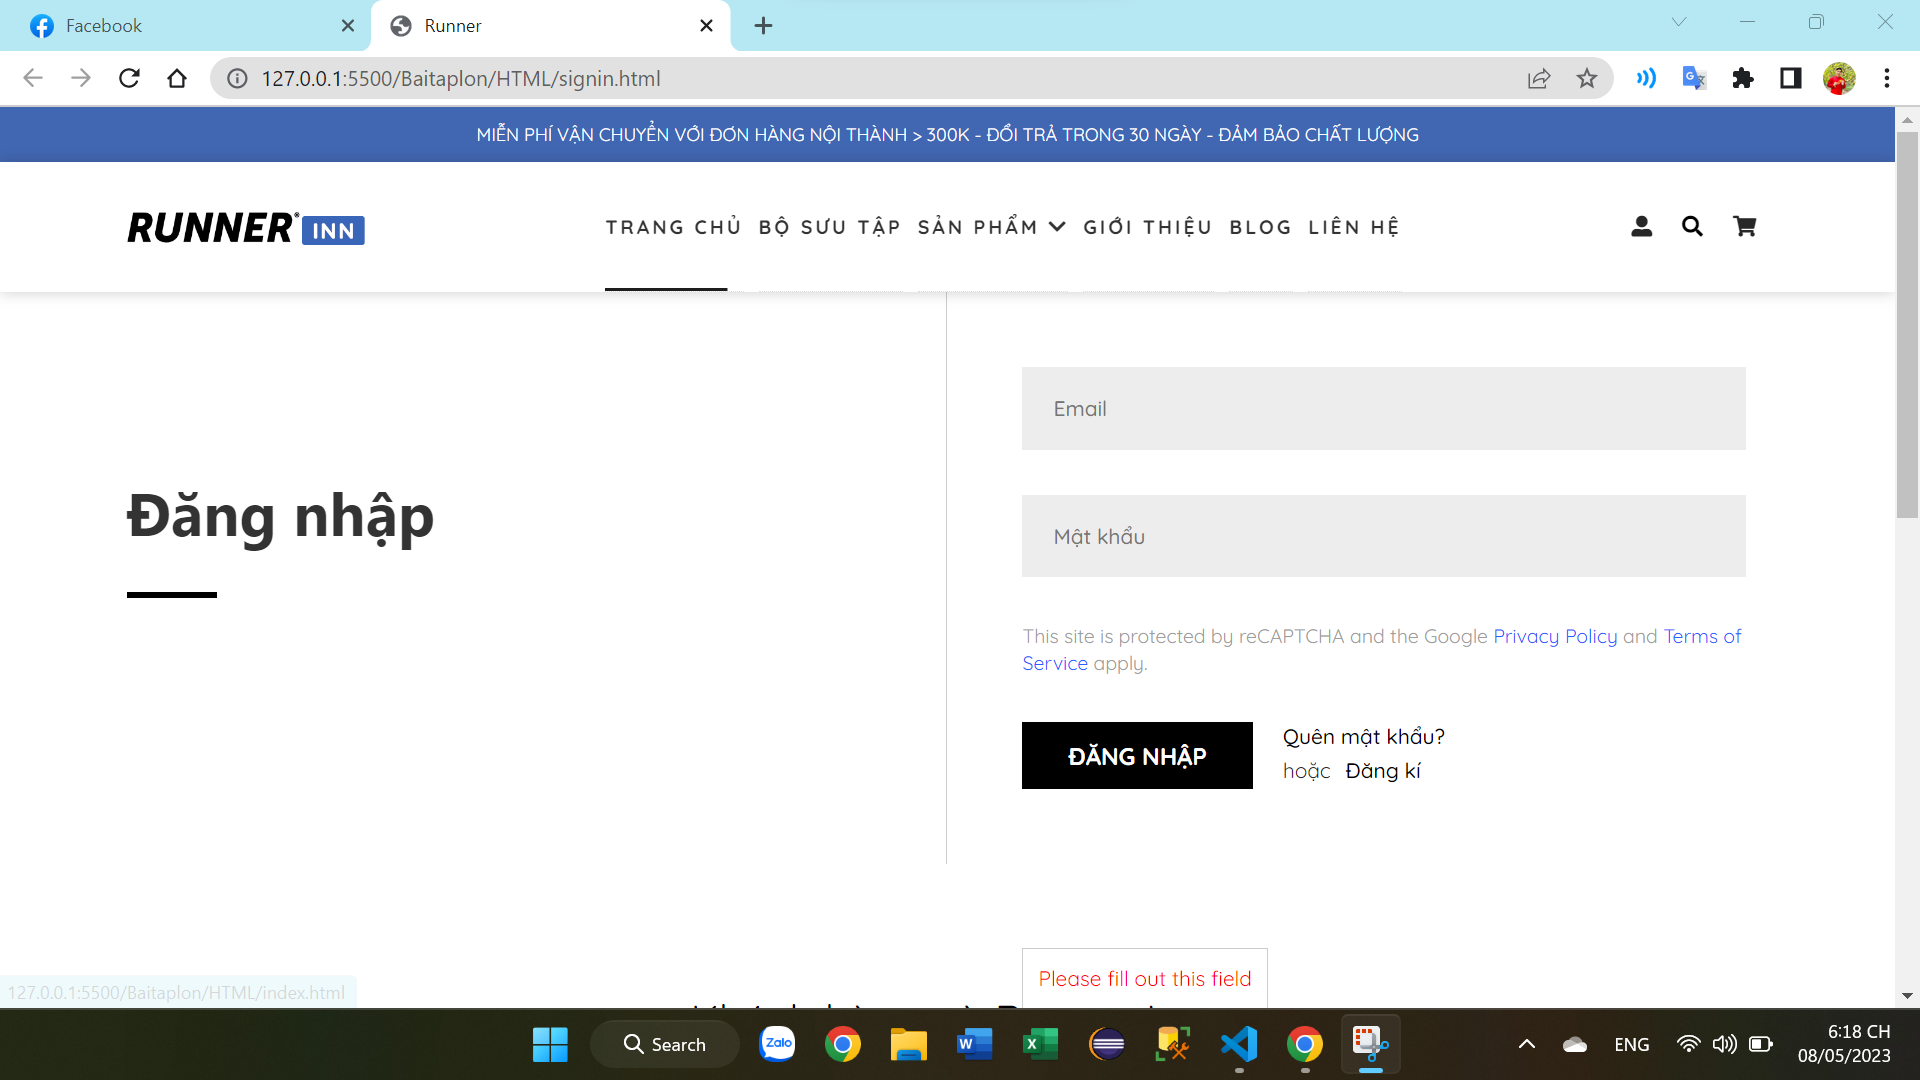 Facebook
Runner
127.0.0.1:5500/Baitaplon/HTML/signin.html
MIỄN PHÍ VẬN CHUYỂN VỚI ĐƠN HÀNG NỘI THÀNH > 300K - ĐỔI TRẢ TRONG 30 NGÀY - ĐẢM BẢO CHẤT LƯỢNG
RUNNER INN
TRANG CHỦ BỘ SƯU TẬP SẢN PHẨM GIỚI THIỆU BLOG LIÊN HỆ
Email
Đăng nhập
Mật khẩu
This site is protected by reCAPTCHA and the Google Privacy Policy and Terms of
Service apply.
ĐĂNG NHẬP
Quên mật khẩu?
hoặc Đăng kí
Please fill out this field
127.0.0.1:5500/Baitaplon/HTML/index.html
Search
Zalo
ENG
6:18 CH
08/05/2023